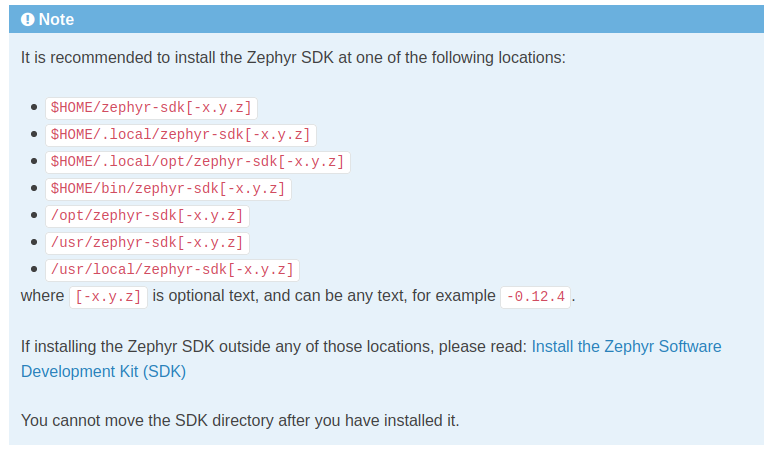 Note
It is recommended to install the Zephyr SDK at one of the following locations:
$HOME/zephyr-sdk[-x.y.z]
$HOME/.local/zephyr-sdk[-x.y.z]
$HOME/.local/opt/zephyr-sdk[-x.y.z]
$HOME/bin/zephyr-sdk[-x.y.z]
/opt/zephyr-sdk[-x.y.z]
/usr/zephyr-sdk[-x.y.z]
/usr/local/zephyr-sdk[-x.y.z]
where [-x.y.z] is optional text, and can be any text, for example -0.12.4.
If installing the Zephyr SDK outside any of those locations, please read: Install the Zephyr Software
Development Kit (SDK)
You cannot move the SDK directory after you have installed it.